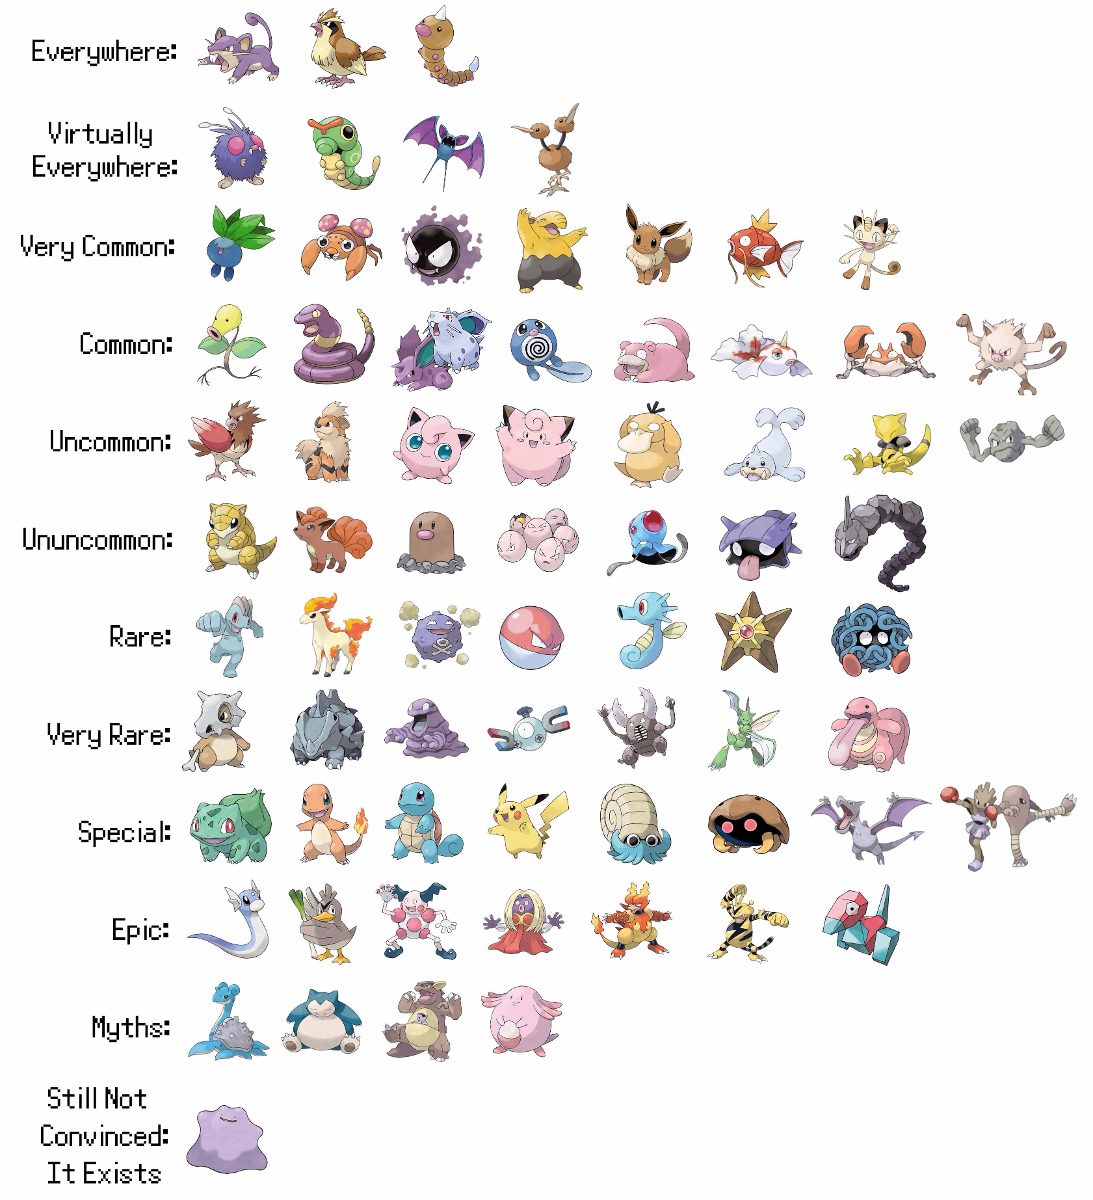 Everywhere:
Virtually
Everywhere:
Very Common:
Common:
Uncommon:
Ununcommon:
Rare:
Very Rare:
Special:
Epic:
Myths:
Still Not
Convinced:
It Exists